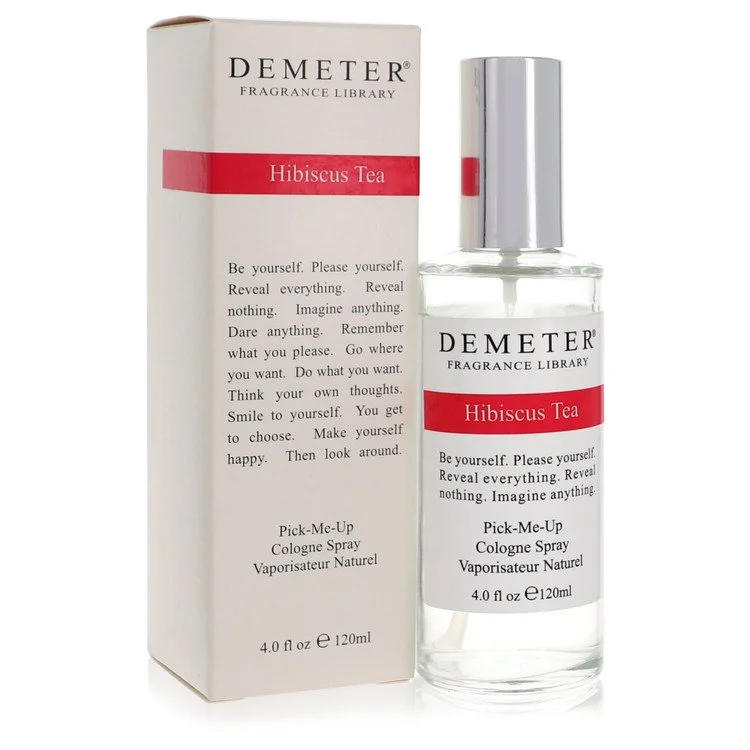 DEMETER®
FRAGRANCE LIBRARY
Hibiscus Tea
Be yourself. Please yourself.
Reveal everything. Reveal
nothing. Imagine anything.
Dare anything. Remember
what you please. Go where
you want. Do what you want.
Think your own thoughts.
Smile to yourself. You get
to choose. Make yourself
happy. Then look around.
Pick-Me-Up
Cologne Spray
Vaporisateur Naturel
4.0 fl oz ℮120ml
DEMETER®
FRAGRANCE LIBRARY
Hibiscus Tea
Be yourself. Please yourself.
Reveal everything. Reveal
nothing. Imagine anything.
Pick-Me-Up
Cologne Spray
Vaporisateur Naturel
4.0 fl oz ℮120ml